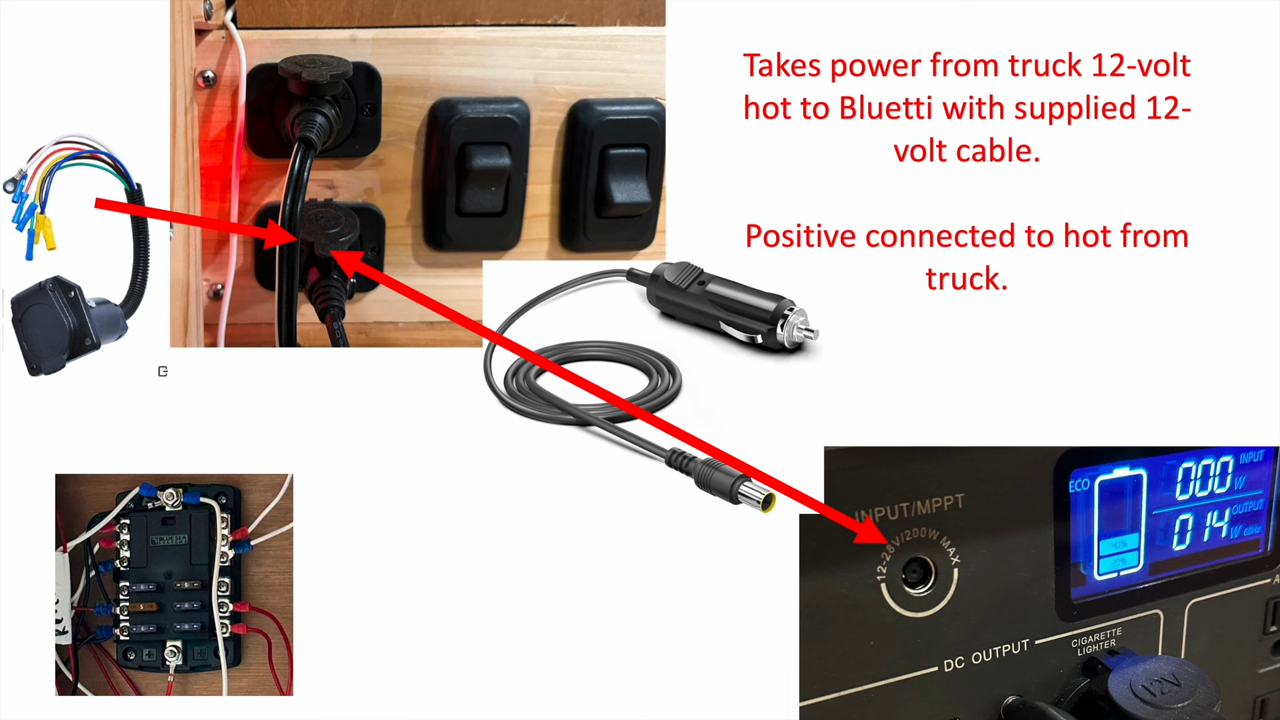 Takes power from truck 12-volt
hot to Bluetti with supplied 12-
volt cable.
Positive connected to hot from
truck.
ECO
000 W
INPUT
OUTPUT
014 W
INPUT/MPPT
12-28V/200W MAX
DC OUTPUT
CIGARETTE
LIGHTER
12V